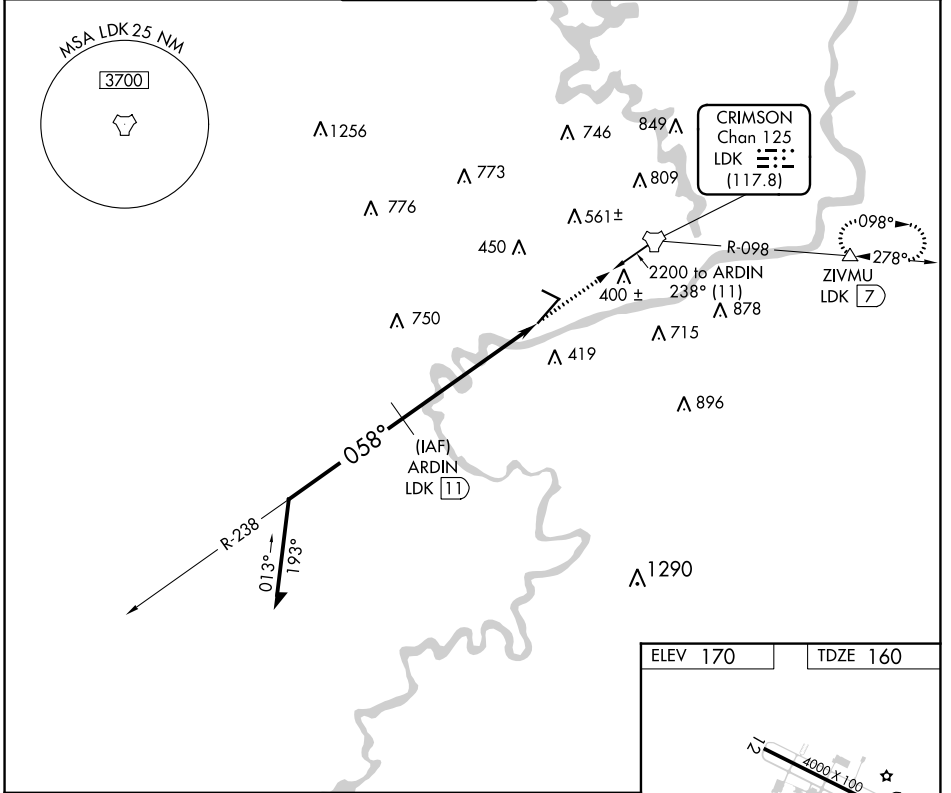 MSA LDK 25 NM
3700
1256
746
849
CRIMSON
Chan 125
LDK
(117.8)
773
809
776
561±
450
R-098
098°
278°
ZIVMU
LDK 7
2200 to ARDIN
238° (11)
400 ±
878
750
715
419
896
058°
(IAF)
ARDIN
LDK 11
R-238
013°
193°
1290
ELEV 170
TDZE 160
12
4000 X 100